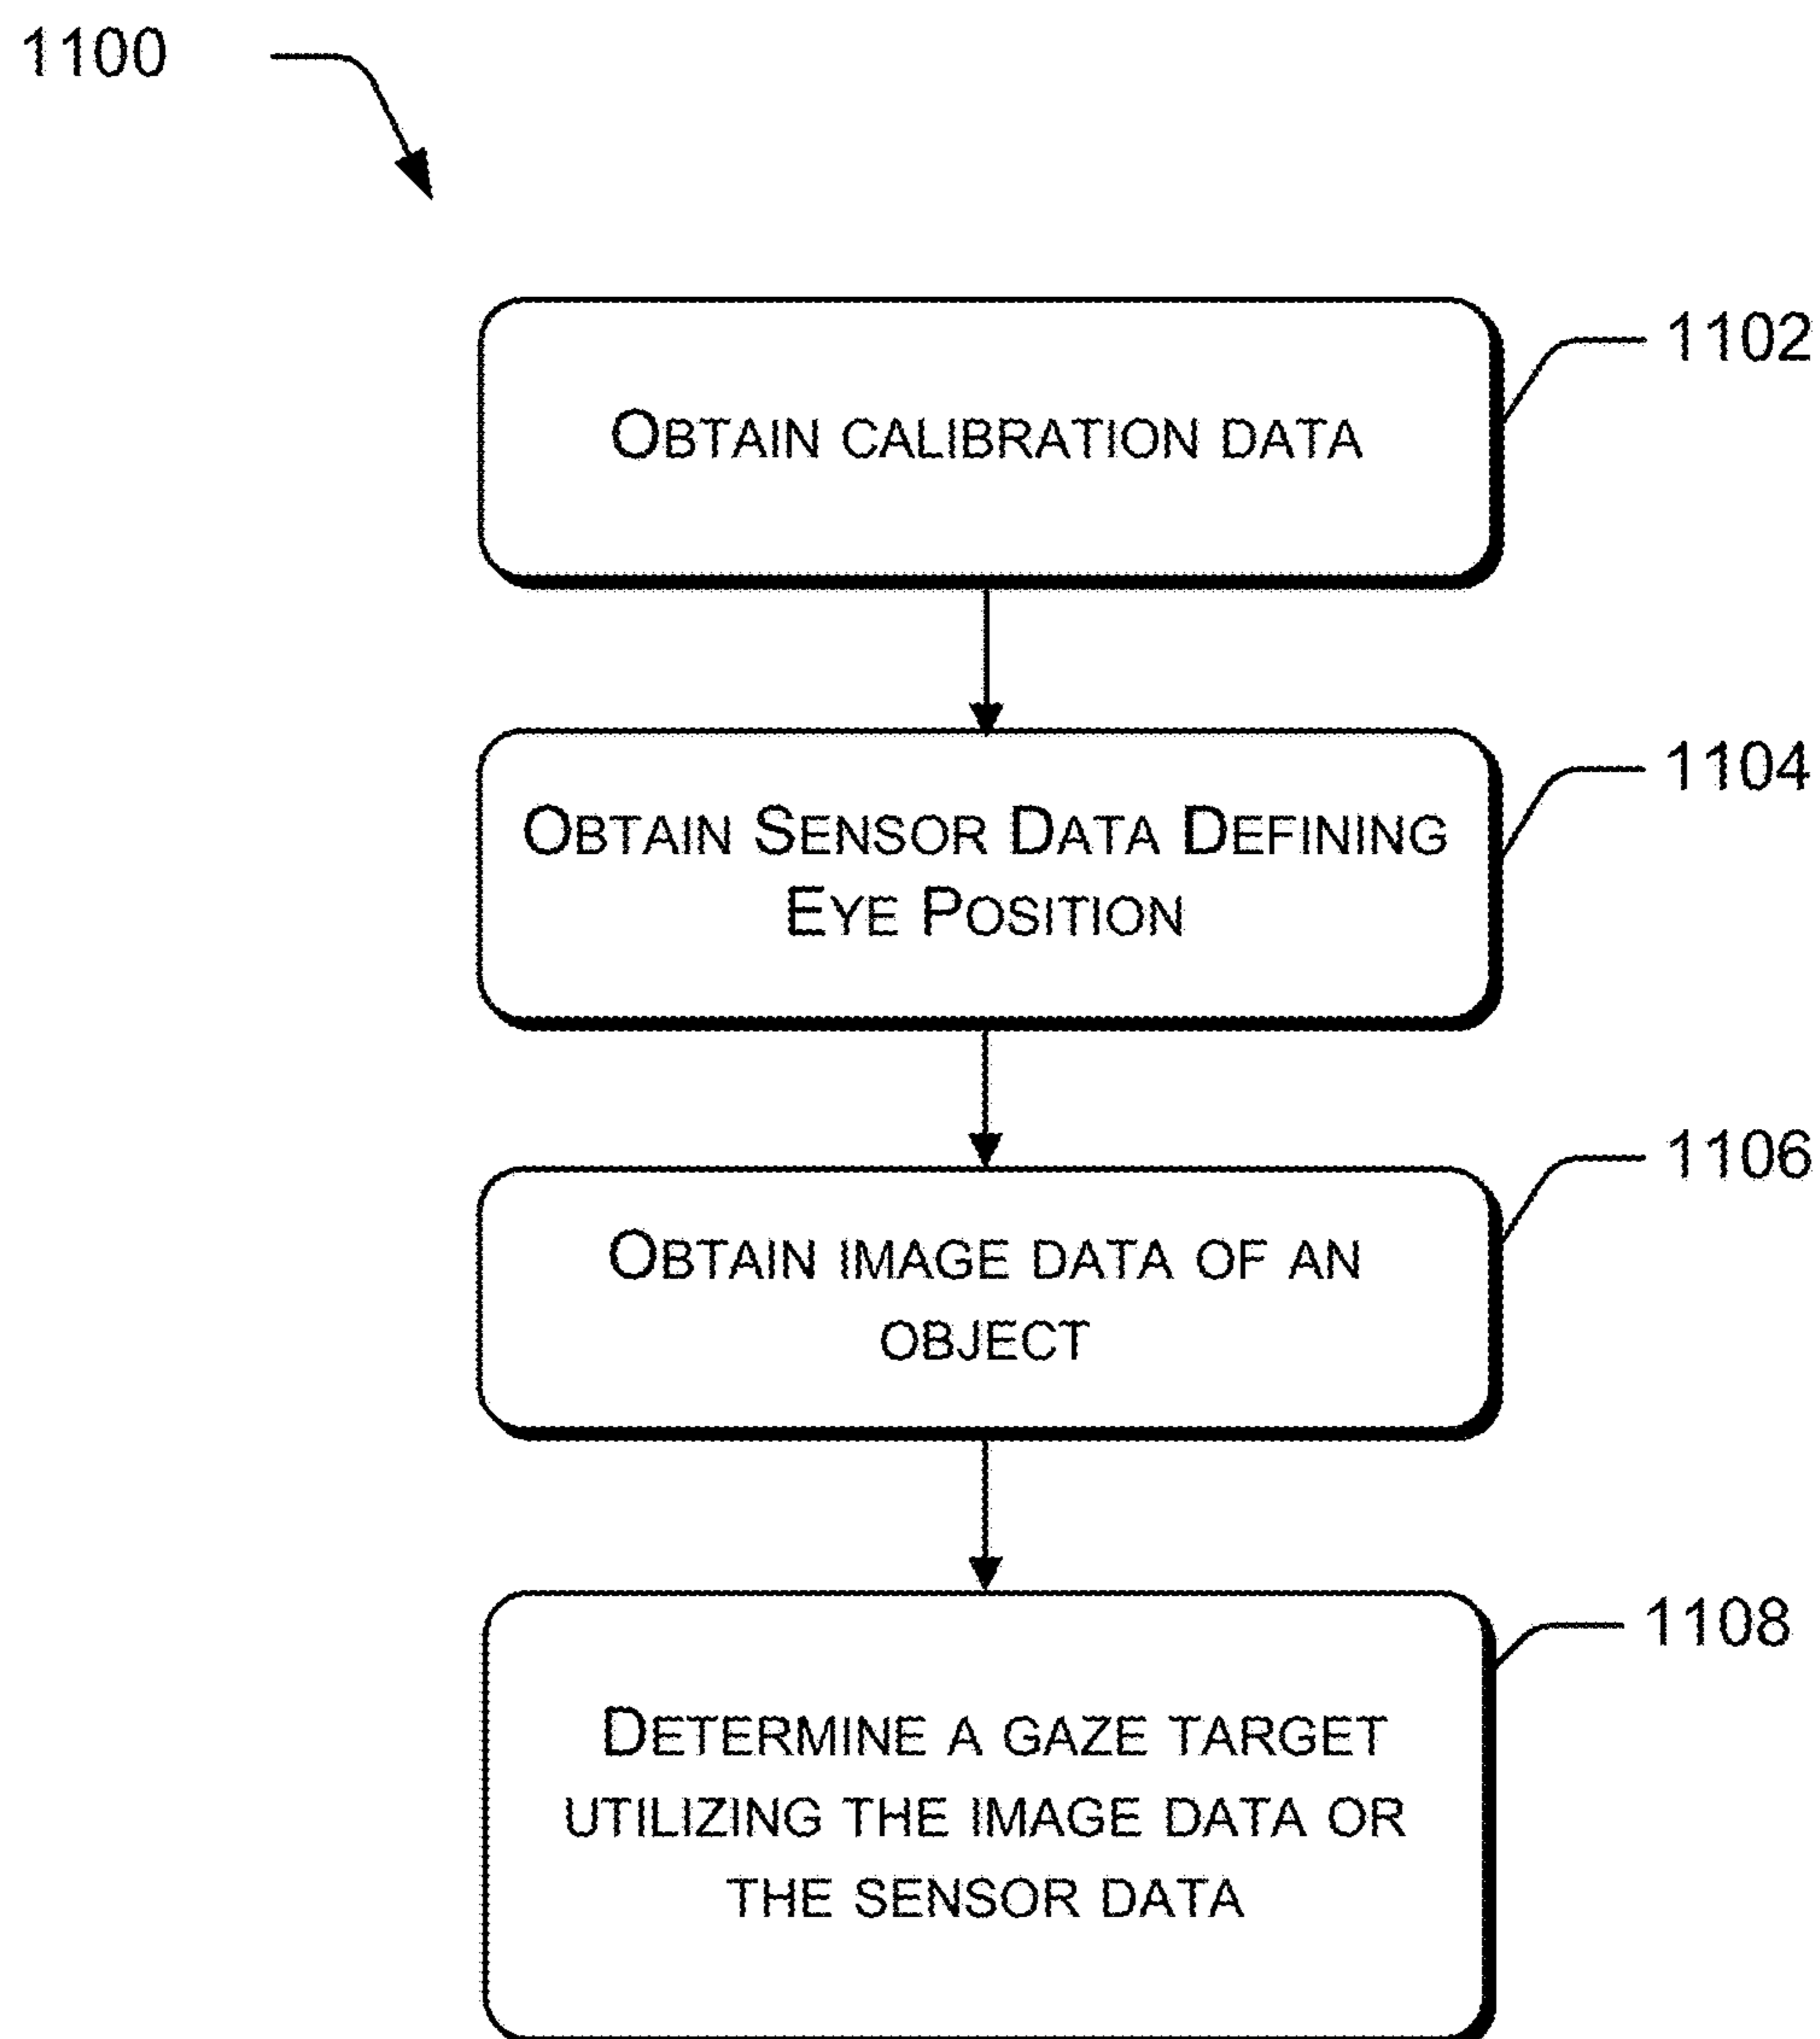 1100
1102
OBTAIN CALIBRATION DATA
1104
OBTAIN SENSOR DATA DEFINING
EYE POSITION
1106
OBTAIN IMAGE DATA OF AN
OBJECT
1108
DETERMINE A GAZE TARGET
UTILIZING THE IMAGE DATA OR
THE SENSOR DATA